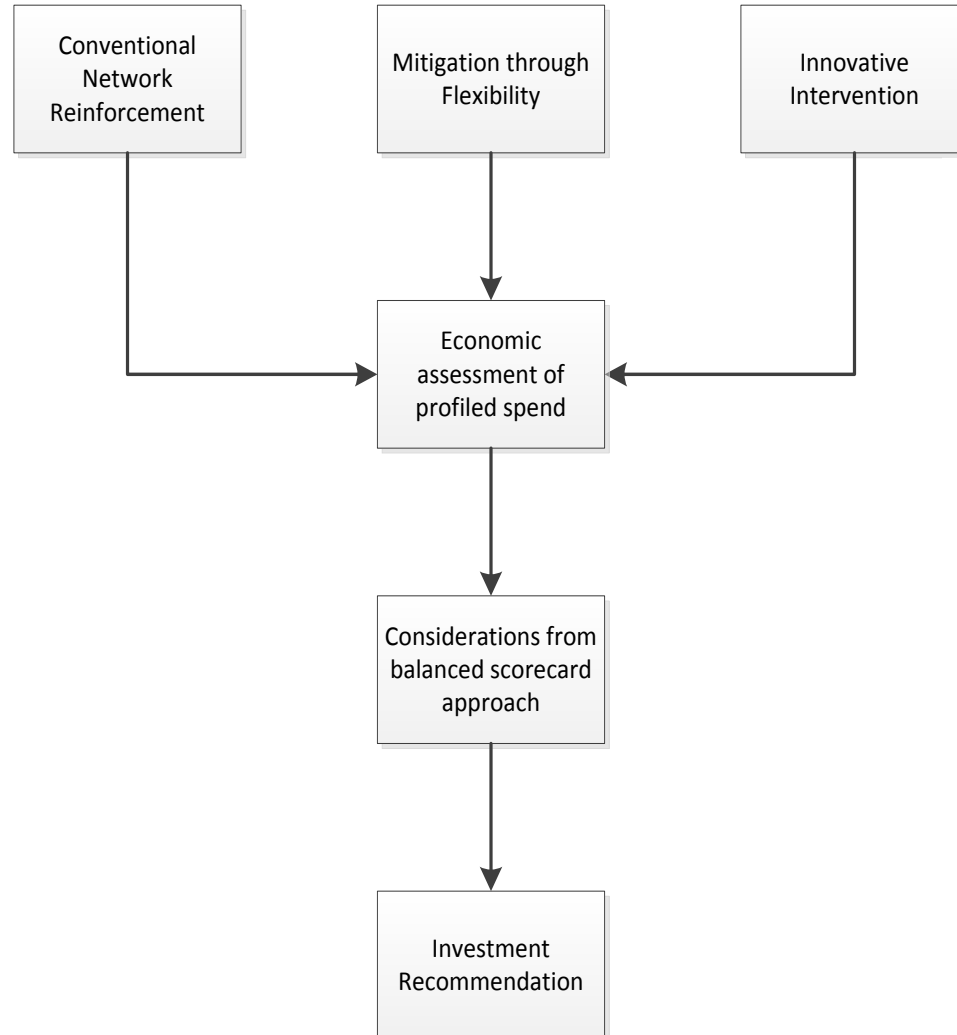 Conventional
Network
Reinforcement
Mitigation through
Flexibility
Innovative
Intervention
Economic
assessment of
profiled spend
Considerations from
balanced scorecard
approach
Investment
Recommendation